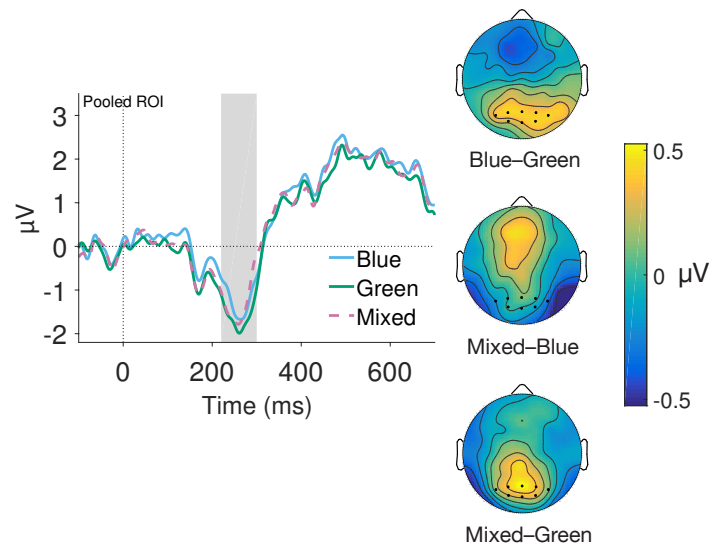 Pooled ROI
3
2
1
0
-1
-2
µV
Blue
Green
Mixed
0
200
400
600
Time (ms)
Blue–Green
Mixed–Blue
Mixed–Green
0.5
0
-0.5
µV